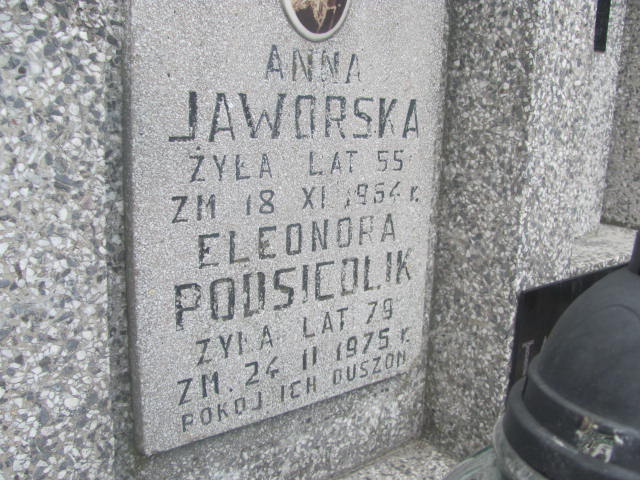 ANNA
JAWORSKA
ŻYŁA LAT 55
ZM 18 XI 1964 r.
ELEONORA
PODSICOLIK
ŻYŁA LAT 79
ZM. 24 II 1975 r.
POKÓJ ICH DUSZOM